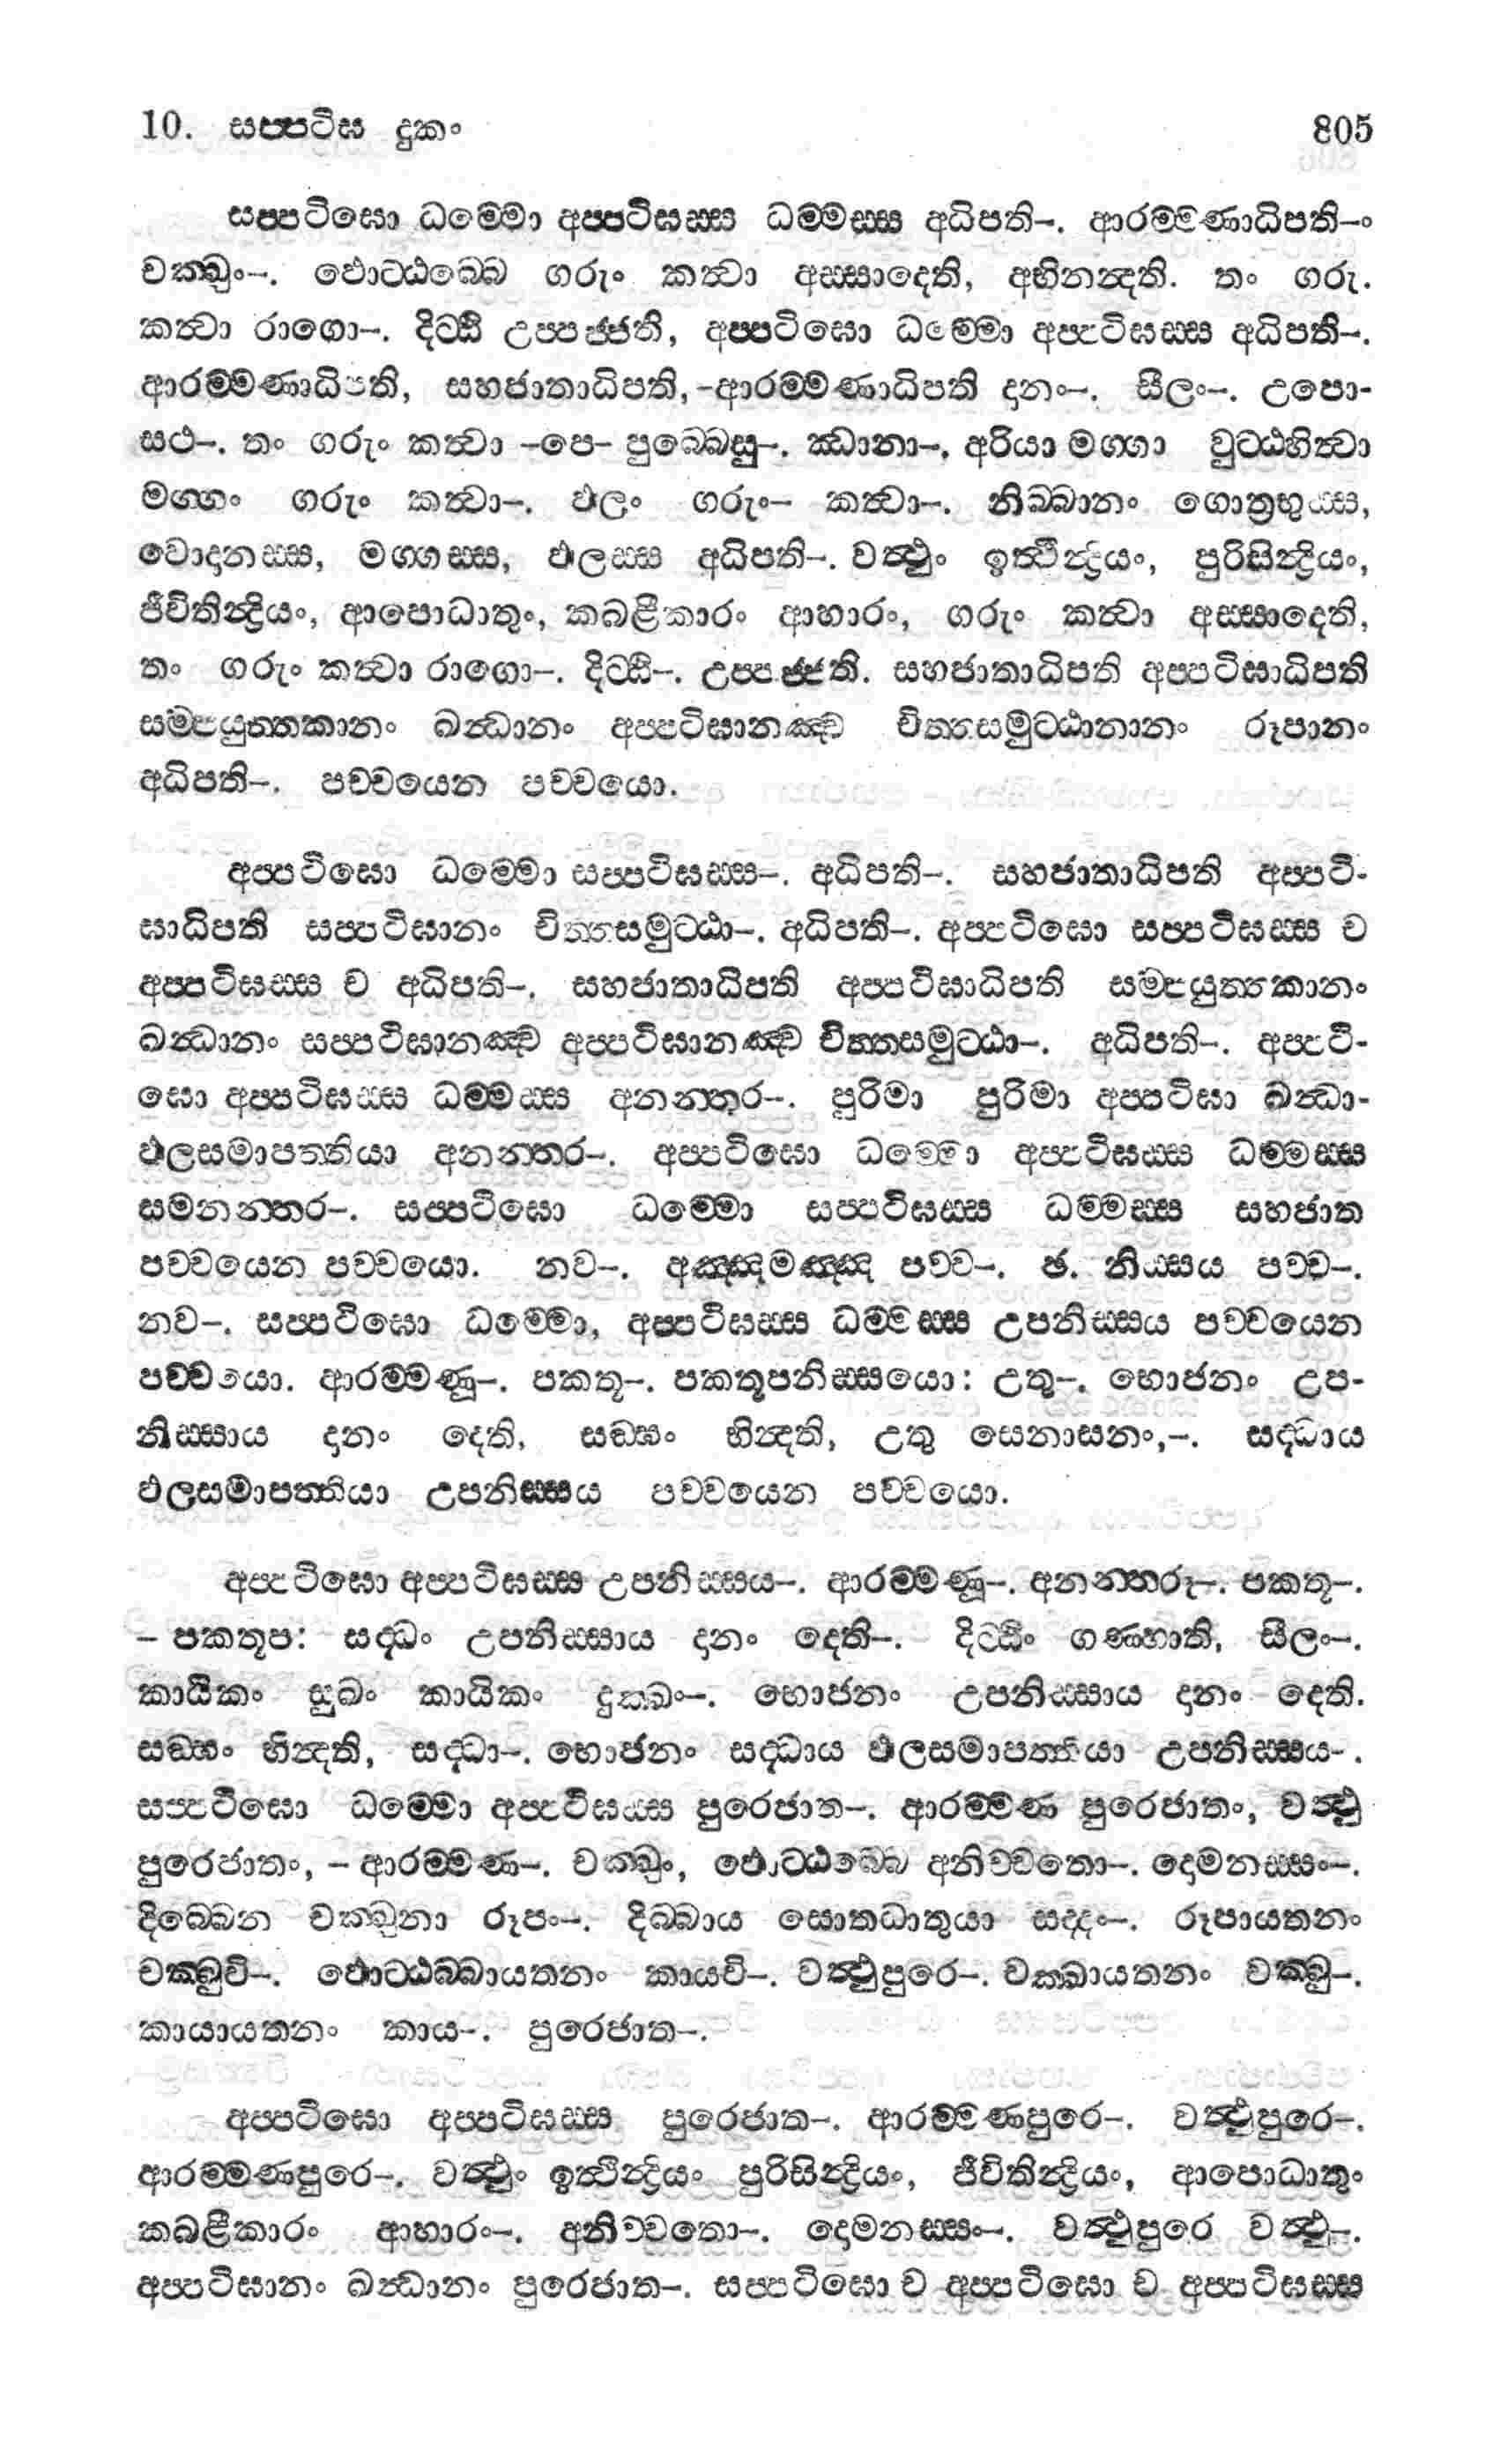 10. සප්පටිඝ දුකං 805
සප්පටිඝො ධම්මො අප්පටිඝස්ස ධම්මස්ස අධිපති–. ආරම්මණාධිපති–ං
චක්ඛුං–. ඵොට්ඨබ්බෙ ගරුං කත්වා අස්සාදෙති, අභිනන්දති. තං ගරු.
කත්වා රාගො–. දිට්ඨි උප්පජ්ජති, අප්පටිඝො ධම්මො අප්පටිඝස්ස අධිපති–.
ආරම්මණාධිපති, සහජාතාධිපති, –ආරම්මණාධිපති දානං–. සීලං–. උපො-
සථ–. තං ගරුං කත්වා –පෙ– පුබ්බෙසු–. ඣානා–. අරියා මග්ගා වුට්ඨහිත්වා
මග්ගං ගරුං කත්වා–. ඵලං ගරුං– කත්වා–. නිබ්බානං ගොත්‍රභුස්ස,
වොදානස්ස, මග්ගස්ස, ඵලස්ස අධිපති–. වත්ථුං ඉත්ථින්ද්‍රියං, පුරිසින්ද්‍රියං,
ජීවිතින්ද්‍රියං, ආපොධාතුං, කබළීකාරං ආහාරං, ගරුං කත්වා අස්සාදෙති,
තං ගරුං කත්වා රාගො–. දිට්ඨි–. උප්පජ්ජති. සහජාතාධිපති අප්පටිඝාධිපති
සම්පයුත්තකානං ඛන්ධානං අප්පටිඝානඤ්ච චිත්තසමුට්ඨානානං රූපානං
අධිපති–. පච්චයෙන පච්චයො.
අප්පටිඝො ධම්මො සප්පටිඝස්ස–. අධිපති–. සහජාතාධිපති අප්පටි-
ඝාධිපති සප්පටිඝානං චිත්තසමුට්ඨා–. අධිපති–. අප්පටිඝො සප්පටිඝස්ස ච
අප්පටිඝස්ස ච අධිපති–. සහජාතාධිපති අප්පටිඝාධිපති සම්පයුත්තකානං
ඛන්ධානං සප්පටිඝානඤ්ච අප්පටිඝානඤ්ච චිත්තසමුට්ඨා–. අධිපති–. අප්පටි-
ඝො අප්පටිඝස්ස ධම්මස්ස අනන්තර–. පුරිමා පුරිමා අප්පටිඝා ඛන්ධා-
ඵලසමාපත්තියා අනන්තර–. අප්පටිඝො ධම්මො අප්පටිඝස්ස ධම්මස්ස
සමනන්තර–. සප්පටිඝො ධම්මො සප්පටිඝස්ස ධම්මස්ස සහජාත
පච්චයෙන පච්චයො. නව–. අඤ්ඤමඤ්ඤ පච්ච–. ඡ. නිස්සය පච්ච–.
නව–. සප්පටිඝො ධම්මො, අප්පටිඝස්ස ධම්මස්ස උපනිස්සය පච්චයෙන
පච්චයො. ආරම්මණූ–. පකතූ–. පකතූපනිස්සයො: උතු–. භොජනං උප-
නිස්සාය දානං දෙති, සඞ්ඝං භින්දති, උතු සෙනාසනං,–. සද්ධාය
ඵලසමාපත්තියා උපනිස්සය පච්චයෙන පච්චයො.
අප්පටිඝො අප්පටිඝස්ස උපනිස්සය–. ආරම්මණූ–. අනන්තරූ–. පකතූ–.
– පකතූප: සද්ධං උපනිස්සාය දානං දෙති–. දිට්ඨිං ගණ්හාති, සීලං–.
කායිකං සුඛං කායිකං දුක්ඛං–. භොජනං උපනිස්සාය දානං දෙති.
සඞ්ඝං භින්දති, සද්ධා–. භොජනං සද්ධාය ඵලසමාපත්තියා උපනිස්සය–.
සප්පටිඝො ධම්මො අප්පටිඝස්ස පුරෙජාත–. ආරම්මණ පුරෙජාතං, වත්ථු
පුරෙජාතං, – ආරම්මණ–. චක්ඛුං, ඵොට්ඨබ්බෙ අනිච්චතො–. දොමනස්සං–.
දිබ්බෙන චක්ඛුනා රූපං–. දිබ්බාය සොතධාතුයා සද්දං–. රූපායතනං
චක්ඛුවි–. ඵොට්ඨබ්බායතනං කායවි–. වත්ථුපුරෙ–. චක්ඛායතනං චක්ඛු–.
කායායතනං කාය–. පුරෙජාත–.
අප්පටිඝො අප්පටිඝස්ස පුරෙජාත–. ආරම්මණපුරෙ–. වත්ථුපුරෙ–.
ආරම්මණපුරෙ–. වත්ථුං ඉත්ථින්ද්‍රියං පුරිසින්ද්‍රියං, ජීවිතින්ද්‍රියං, ආපොධාතුං
කබළීකාරං ආහාරං–. අනිච්චතො–. දොමනස්සං–. වත්ථුපුරෙ වත්ථු–.
අප්පටිඝානං ඛන්ධානං පුරෙජාත–. සප්පටිඝො ච අප්පටිඝො ච අප්පටිඝස්ස